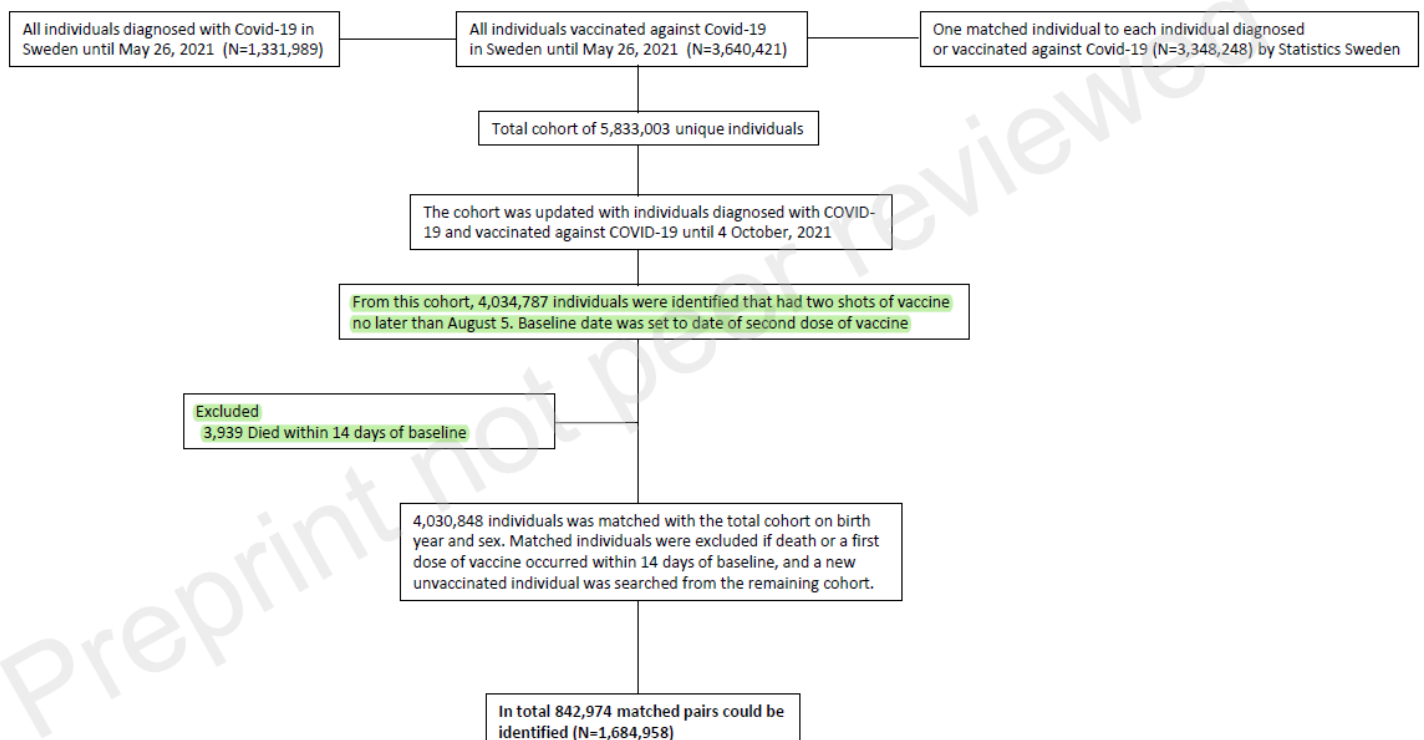 All individuals diagnosed with Covid-19 in
Sweden until May 26, 2021 (N=1,331,989)
All individuals vaccinated against Covid-19
in Sweden until May 26, 2021 (N=3,640,421)
One matched individual to each individual diagnosed
or vaccinated against Covid-19 (N=3,348,248) by Statistics Sweden
Total cohort of 5,833,003 unique individuals
The cohort was updated with individuals diagnosed with COVID-
19 and vaccinated against COVID-19 until 4 October, 2021
From this cohort, 4,034,787 individuals were identified that had two shots of vaccine
no later than August 5. Baseline date was set to date of second dose of vaccine
Excluded
3,939 Died within 14 days of baseline
4,030,848 individuals was matched with the total cohort on birth
year and sex. Matched individuals were excluded if death or a first
dose of vaccine occurred within 14 days of baseline, and a new
unvaccinated individual was searched from the remaining cohort.
In total 842,974 matched pairs could be
identified (N=1,684,958)
Preprint not peer reviewed